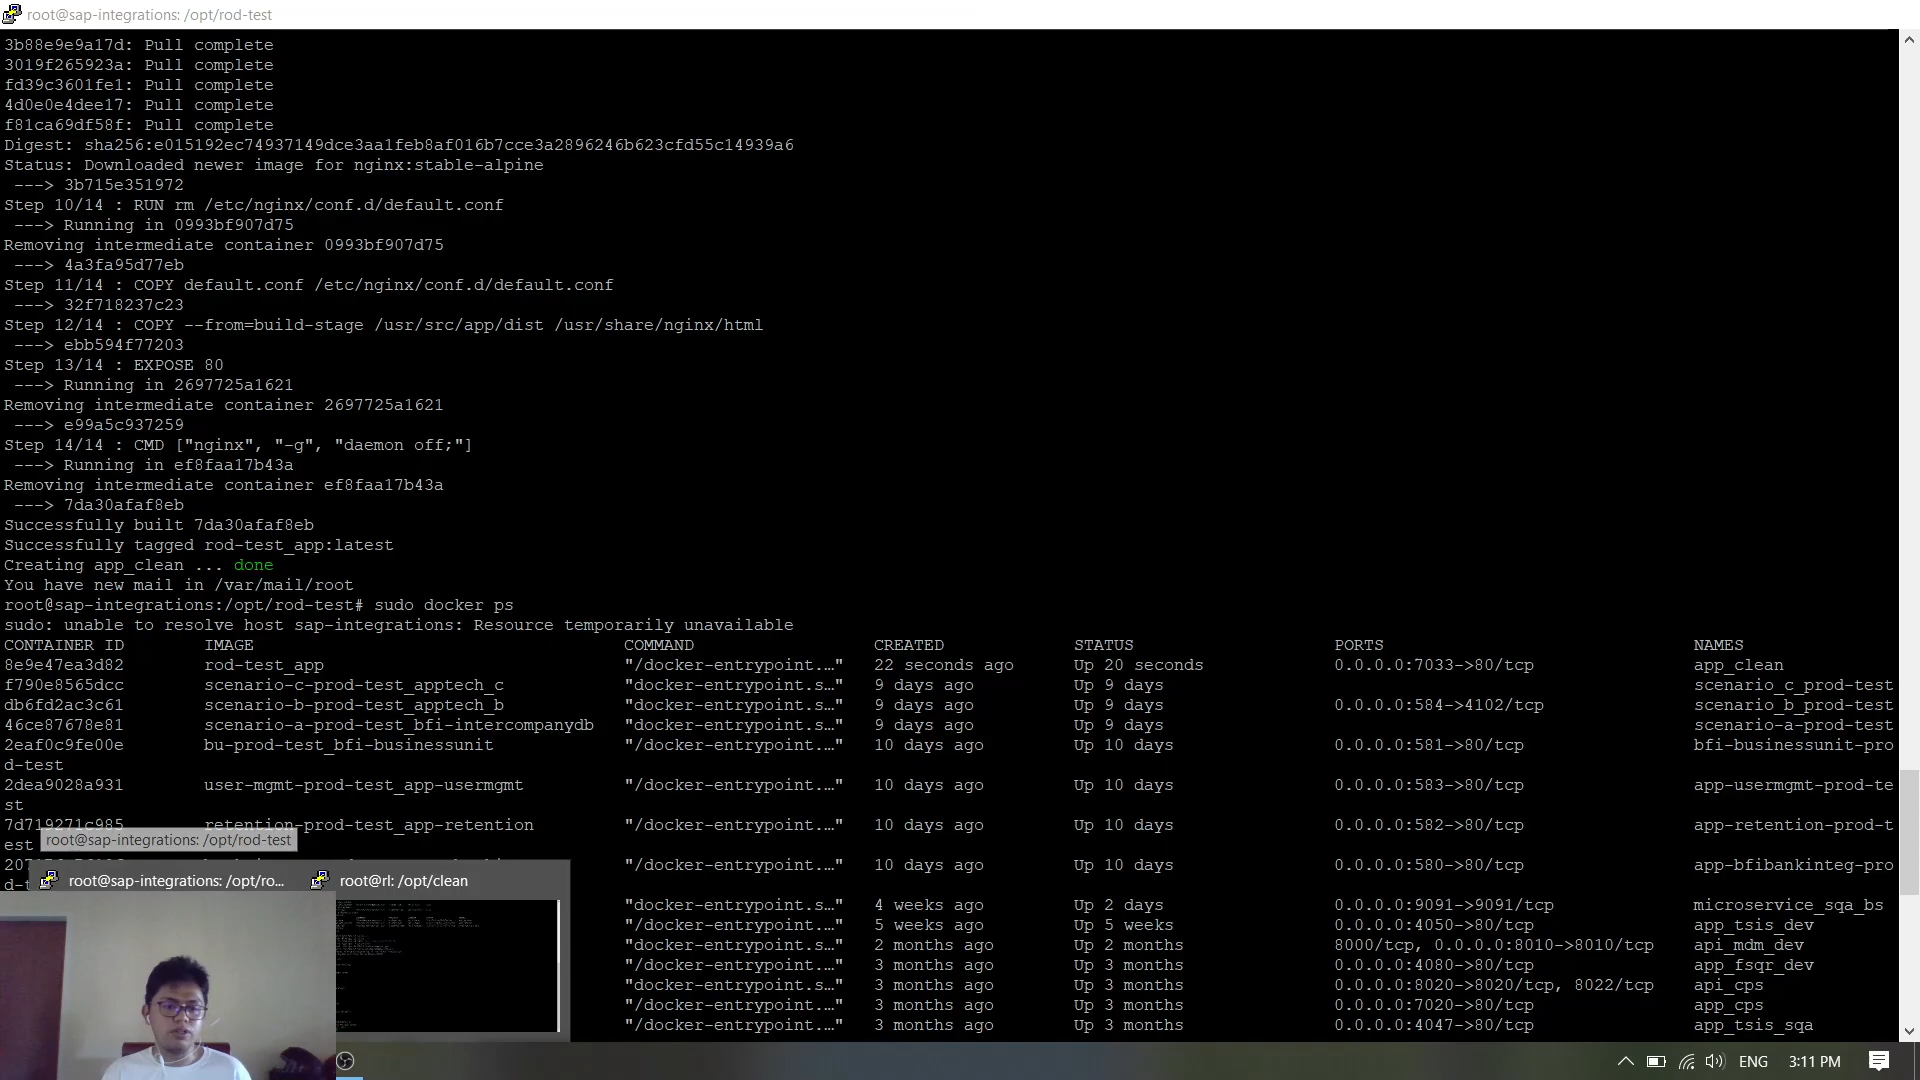 root@sap-integrations: /opt/rod-test
3b88e9e9a17d: Pull complete
3019f265923a: Pull complete
fd39c3601fe1: Pull complete
4d0e0e4dee17: Pull complete
f81ca69df58f: Pull complete
Digest: sha256:e015192ec74937149dce3aa1feb8af016b7cce3a2896246b623cfd55c14939a6
Status: Downloaded newer image for nginx:stable-alpine
---> 3b715e351972
Step 10/14 : RUN rm /etc/nginx/conf.d/default.conf
---> Running in 0993bf907d75
Removing intermediate container 0993bf907d75
---> 4a3fa95d77eb
Step 11/14 : COPY default.conf /etc/nginx/conf.d/default.conf
---> 32f718237c23
Step 12/14 : COPY --from=build-stage /usr/src/app/dist /usr/share/nginx/html
---> ebb594f77203
Step 13/14 : EXPOSE 80
---> Running in 2697725a1621
Removing intermediate container 2697725a1621
---> e99a5c937259
Step 14/14 : CMD ["nginx", "-g", "daemon off;"]
---> Running in ef8faa17b43a
Removing intermediate container ef8faa17b43a
---> 7da30afaf8eb
Successfully built 7da30afaf8eb
Successfully tagged rod-test_app:latest
Creating app_clean ... done
You have new mail in /var/mail/root
root@sap-integrations:/opt/rod-test# sudo docker ps
sudo: unable to resolve host sap-integrations: Resource temporarily unavailable
CONTAINER ID IMAGE COMMAND CREATED STATUS PORTS NAMES
8e9e47ea3d82 rod-test_app "/docker-entrypoint.…" 22 seconds ago Up 20 seconds 0.0.0.0:7033->80/tcp app_clean
f790e8565dcc scenario-c-prod-test_apptech_c "docker-entrypoint.s…" 9 days ago Up 9 days scenario_c_prod-test
db6fd2ac3c61 scenario-b-prod-test_apptech_b "docker-entrypoint.s…" 9 days ago Up 9 days 0.0.0.0:584->4102/tcp scenario_b_prod-test
46ce87678e81 scenario-a-prod-test_bfi-intercompanydb "docker-entrypoint.s…" 9 days ago Up 9 days scenario-a-prod-test
2eaf0c9fe00e bu-prod-test_bfi-businessunit "/docker-entrypoint.…" 10 days ago Up 10 days 0.0.0.0:581->80/tcp bfi-businessunit-pro
d-test
2dea9028a931 user-mgmt-prod-test_app-usermgmt "/docker-entrypoint.…" 10 days ago Up 10 days 0.0.0.0:583->80/tcp app-usermgmt-prod-te
st
7d719271c985 retention-prod-test_app-retention "/docker-entrypoint.…" 10 days ago Up 10 days 0.0.0.0:582->80/tcp app-retention-prod-t
est root@sap-integrations: /opt/rod-test
"/docker-entrypoint.…" 10 days ago Up 10 days 0.0.0.0:580->80/tcp app-bfibankinteg-pro
root@sap-integrations: /opt/ro... root@rl: /opt/clean
"docker-entrypoint.s…" 4 weeks ago Up 2 days 0.0.0.0:9091->9091/tcp microservice_sqa_bs
"/docker-entrypoint.…" 5 weeks ago Up 5 weeks 0.0.0.0:4050->80/tcp app_tsis_dev
"docker-entrypoint.s…" 2 months ago Up 2 months 8000/tcp, 0.0.0.0:8010->8010/tcp api_mdm_dev
"/docker-entrypoint.…" 3 months ago Up 3 months 0.0.0.0:4080->80/tcp app_fsqr_dev
"docker-entrypoint.s…" 3 months ago Up 3 months 0.0.0.0:8020->8020/tcp, 8022/tcp api_cps
"/docker-entrypoint.…" 3 months ago Up 3 months 0.0.0.0:7020->80/tcp app_cps
"/docker-entrypoint.…" 3 months ago Up 3 months 0.0.0.0:4047->80/tcp app_tsis_sqa
ENG 3:11 PM